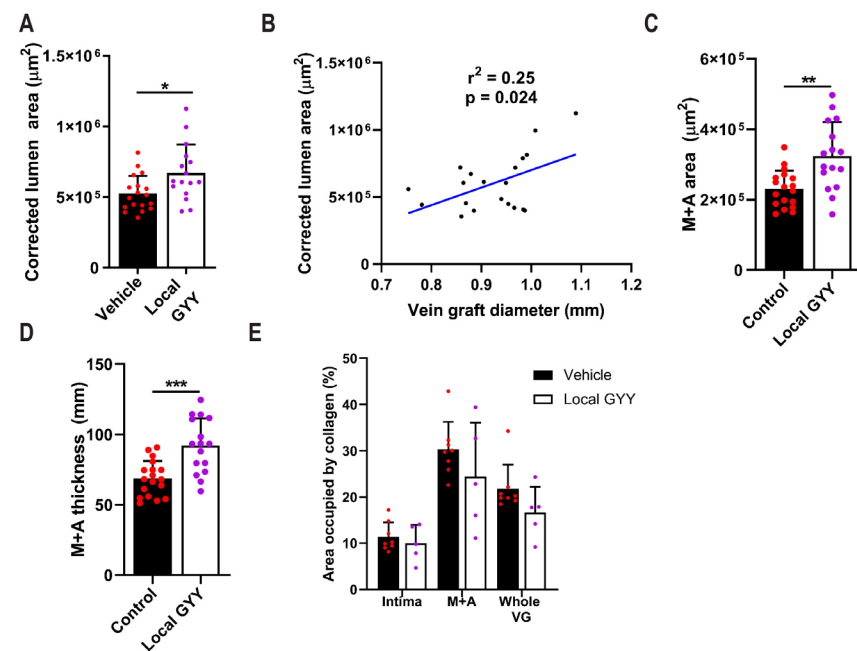 A
Corrected lumen area (μm²)
1.5×10⁶
1×10⁶
5×10⁵
0
*
Vehicle
Local
GYY
B
Corrected lumen area (μm²)
1.5×10⁶
1×10⁶
5×10⁵
0
r² = 0.25
p = 0.024
0.7 0.8 0.9 1.0 1.1 1.2
Vein graft diameter (mm)
C
M+A area (μm²)
6×10⁵
4×10⁵
2×10⁵
0
**
Control
Local GYY
D
M+A thickness (mm)
150
100
50
0
***
Control
Local GYY
E
Area occupied by collagen (%)
50
40
30
20
10
0
Vehicle
Local GYY
Intima M+A Whole
VG